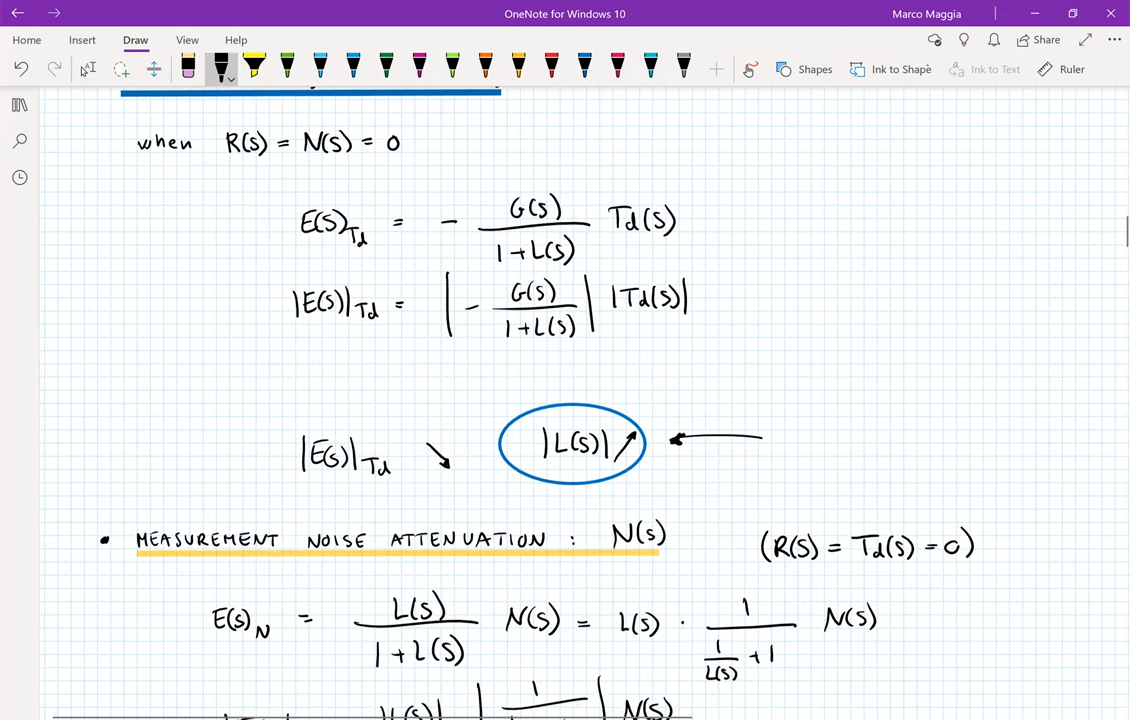 OneNote for Windows 10
Marco Maggia
Home Insert Draw View Help
Share
Shapes Ink to Shape Ink to Text Ruler
when R(s) = N(s) = 0
E(s)Td = - G(s) / 1+L(s) Td(s)
|E(s)|Td = | - G(s) / 1+L(s) | |Td(s)|
|E(s)|Td ↘ |L(s)| ↗ ←
• MEASUREMENT NOISE ATTENUATION : N(s) (R(s) = Td(s) = 0)
E(s)N = L(s) / 1+L(s) N(s) = L(s) · 1 / (1/L(s) + 1) N(s)
N(s)